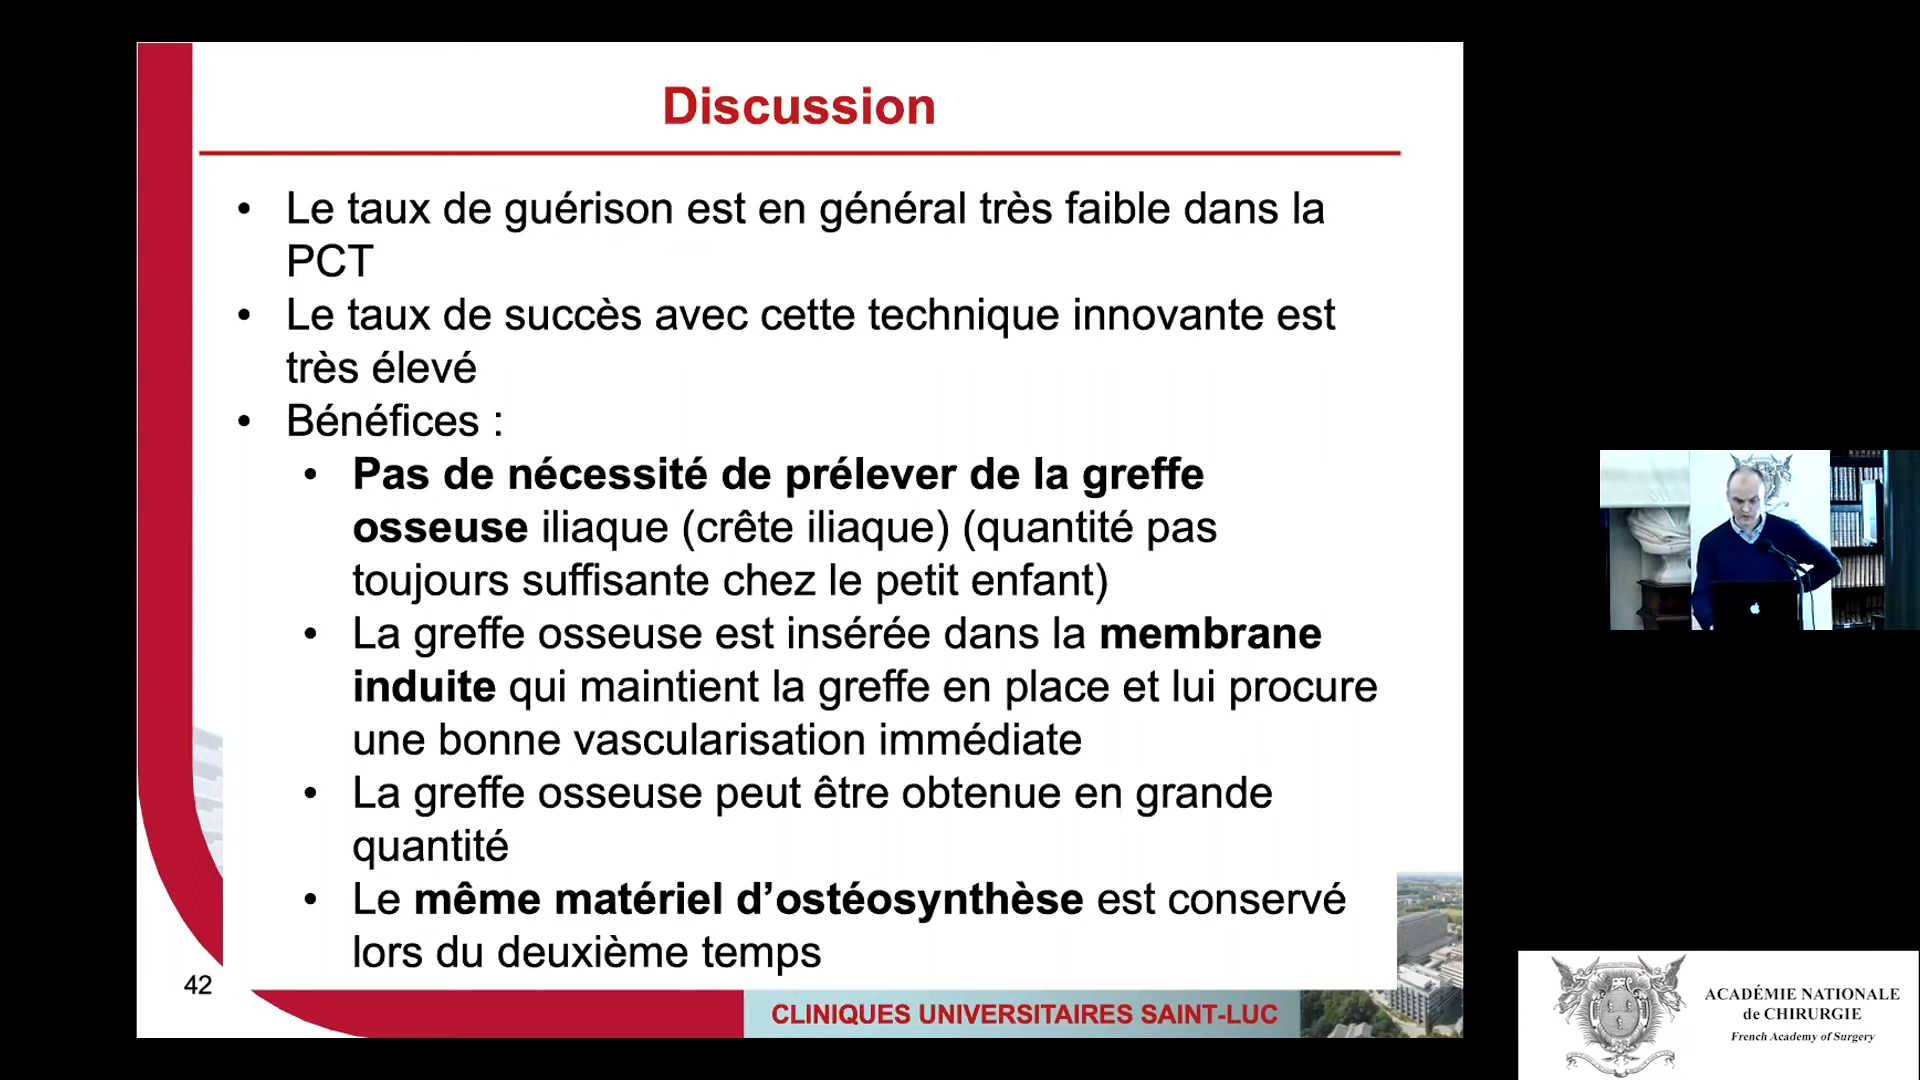 Discussion
• Le taux de guérison est en général très faible dans la
PCT
• Le taux de succès avec cette technique innovante est
très élevé
• Bénéfices :
• Pas de nécessité de prélever de la greffe
osseuse iliaque (crête iliaque) (quantité pas
toujours suffisante chez le petit enfant)
• La greffe osseuse est insérée dans la membrane
induite qui maintient la greffe en place et lui procure
une bonne vascularisation immédiate
• La greffe osseuse peut être obtenue en grande
quantité
• Le même matériel d’ostéosynthèse est conservé
lors du deuxième temps
42
CLINIQUES UNIVERSITAIRES SAINT-LUC
ACADÉMIE NATIONALE
de CHIRURGIE
French Academy of Surgery